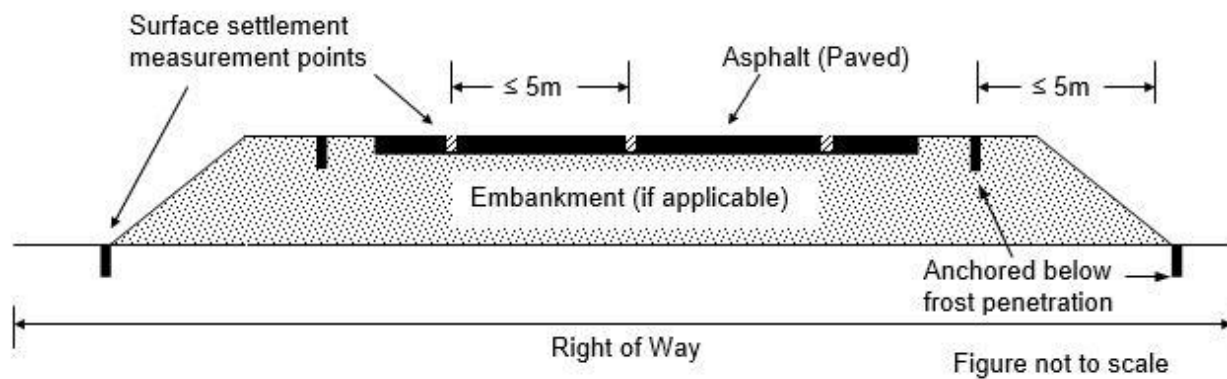 Surface settlement
measurement points
Asphalt (Paved)
≤ 5m
≤ 5m
Embankment (if applicable)
Anchored below
frost penetration
Right of Way
Figure not to scale